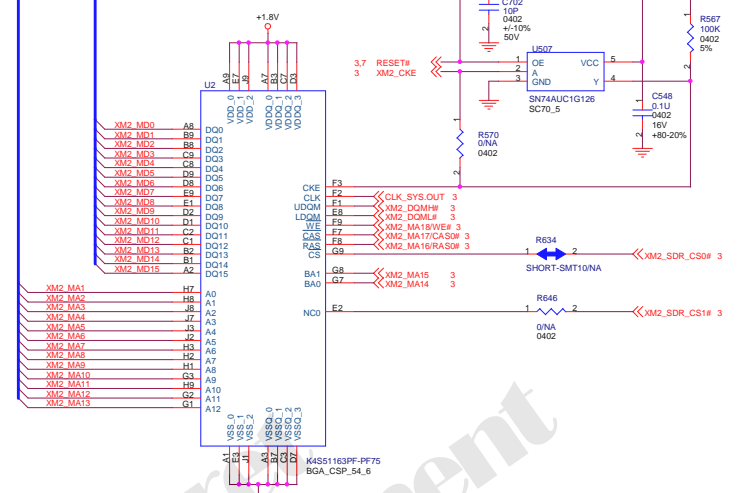 C702
10P
0402
+/-10%
50V
+1.8V
R567
100K
0402
5%
U507
3,7 RESET#
3 XM2_CKE
1 OE VCC 5
2 A
3 GND Y 4
SN74AUC1G126
SC70_5
C548
0.1U
0402
16V
+80-20%
R570
0/NA
0402
1
2
U2
A9 E7 J9 A7 B3 C7 D3
VDD_0 VDD_1 VDD_2 VDDQ_0 VDDQ_1 VDDQ_2 VDDQ_3
XM2_MD0 A8 DQ0
XM2_MD1 B9 DQ1
XM2_MD2 B8 DQ2
XM2_MD3 C9 DQ3
XM2_MD4 C8 DQ4
XM2_MD5 D9 DQ5
XM2_MD6 D8 DQ6
XM2_MD7 E9 DQ7
XM2_MD8 E1 DQ8
XM2_MD9 D2 DQ9
XM2_MD10 D1 DQ10
XM2_MD11 C2 DQ11
XM2_MD12 C1 DQ12
XM2_MD13 B2 DQ13
XM2_MD14 B1 DQ14
XM2_MD15 A2 DQ15
CKE F3
CLK F2 CLK_SYS.OUT 3
UDQM F1 XM2_DQMH# 3
LDQM E8 XM2_DQML# 3
WE F9 XM2_MA18/WE# 3
CAS F7 XM2_MA17/CAS0# 3
RAS F8 XM2_MA16/RAS0# 3
CS G9
R634
1 2
SHORT-SMT10/NA
XM2_SDR_CS0# 3
BA1 G8 XM2_MA15 3
BA0 G7 XM2_MA14 3
XM2_MA1 H7 A0
XM2_MA2 H8 A1
XM2_MA3 J8 A2
XM2_MA4 J7 A3
XM2_MA5 J3 A4
XM2_MA6 J2 A5
XM2_MA7 H3 A6
XM2_MA8 H2 A7
XM2_MA9 H1 A8
XM2_MA10 G3 A9
XM2_MA11 H9 A10
XM2_MA12 G2 A11
XM2_MA13 G1 A12
NC0 E2
R646
1 2
0/NA
0402
XM2_SDR_CS1# 3
VSS_0 VSS_1 VSS_2 VSSQ_0 VSSQ_1 VSSQ_2 VSSQ_3
A1 E3 J1 A3 B7 C3 D7
K4S51163PF-PF75
BGA_CSP_54_6